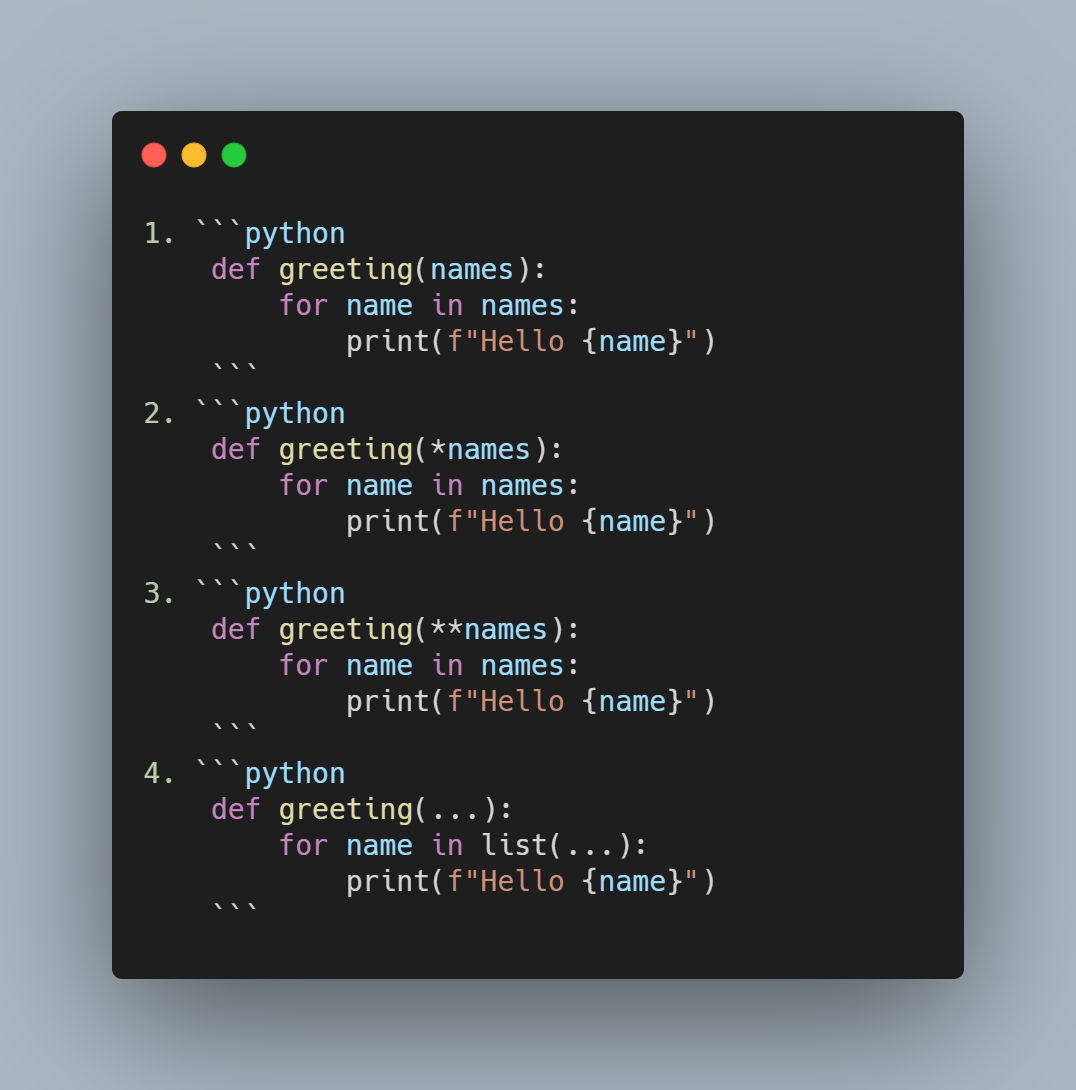 1. ```python
    def greeting(names):
        for name in names:
            print(f"Hello {name}")
    ```
2. ```python
    def greeting(*names):
        for name in names:
            print(f"Hello {name}")
    ```
3. ```python
    def greeting(**names):
        for name in names:
            print(f"Hello {name}")
    ```
4. ```python
    def greeting(...):
        for name in list(...):
            print(f"Hello {name}")
    ```